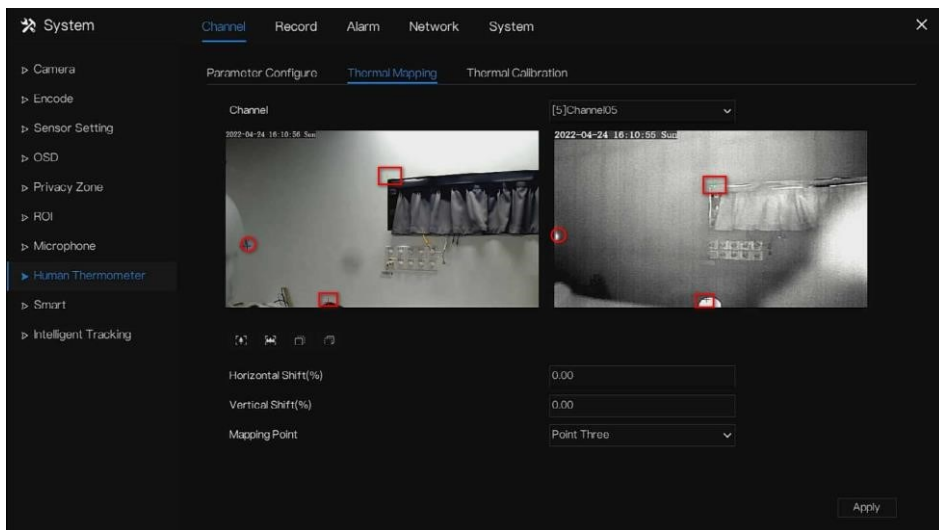 System
Channel Record Alarm Network System
Camera
Encode
Sensor Setting
OSD
Privacy Zone
ROI
Microphone
Human Thermometer
Smart
Intelligent Tracking
Parameter Configure Thermal Mapping Thermal Calibration
Channel [5]Channel05
2022-04-24 16:10:56 Sun
2022-04-24 16:10:55 Sun
Horizontal Shift(%) 0.00
Vertical Shift(%) 0.00
Mapping Point Point Three
Apply